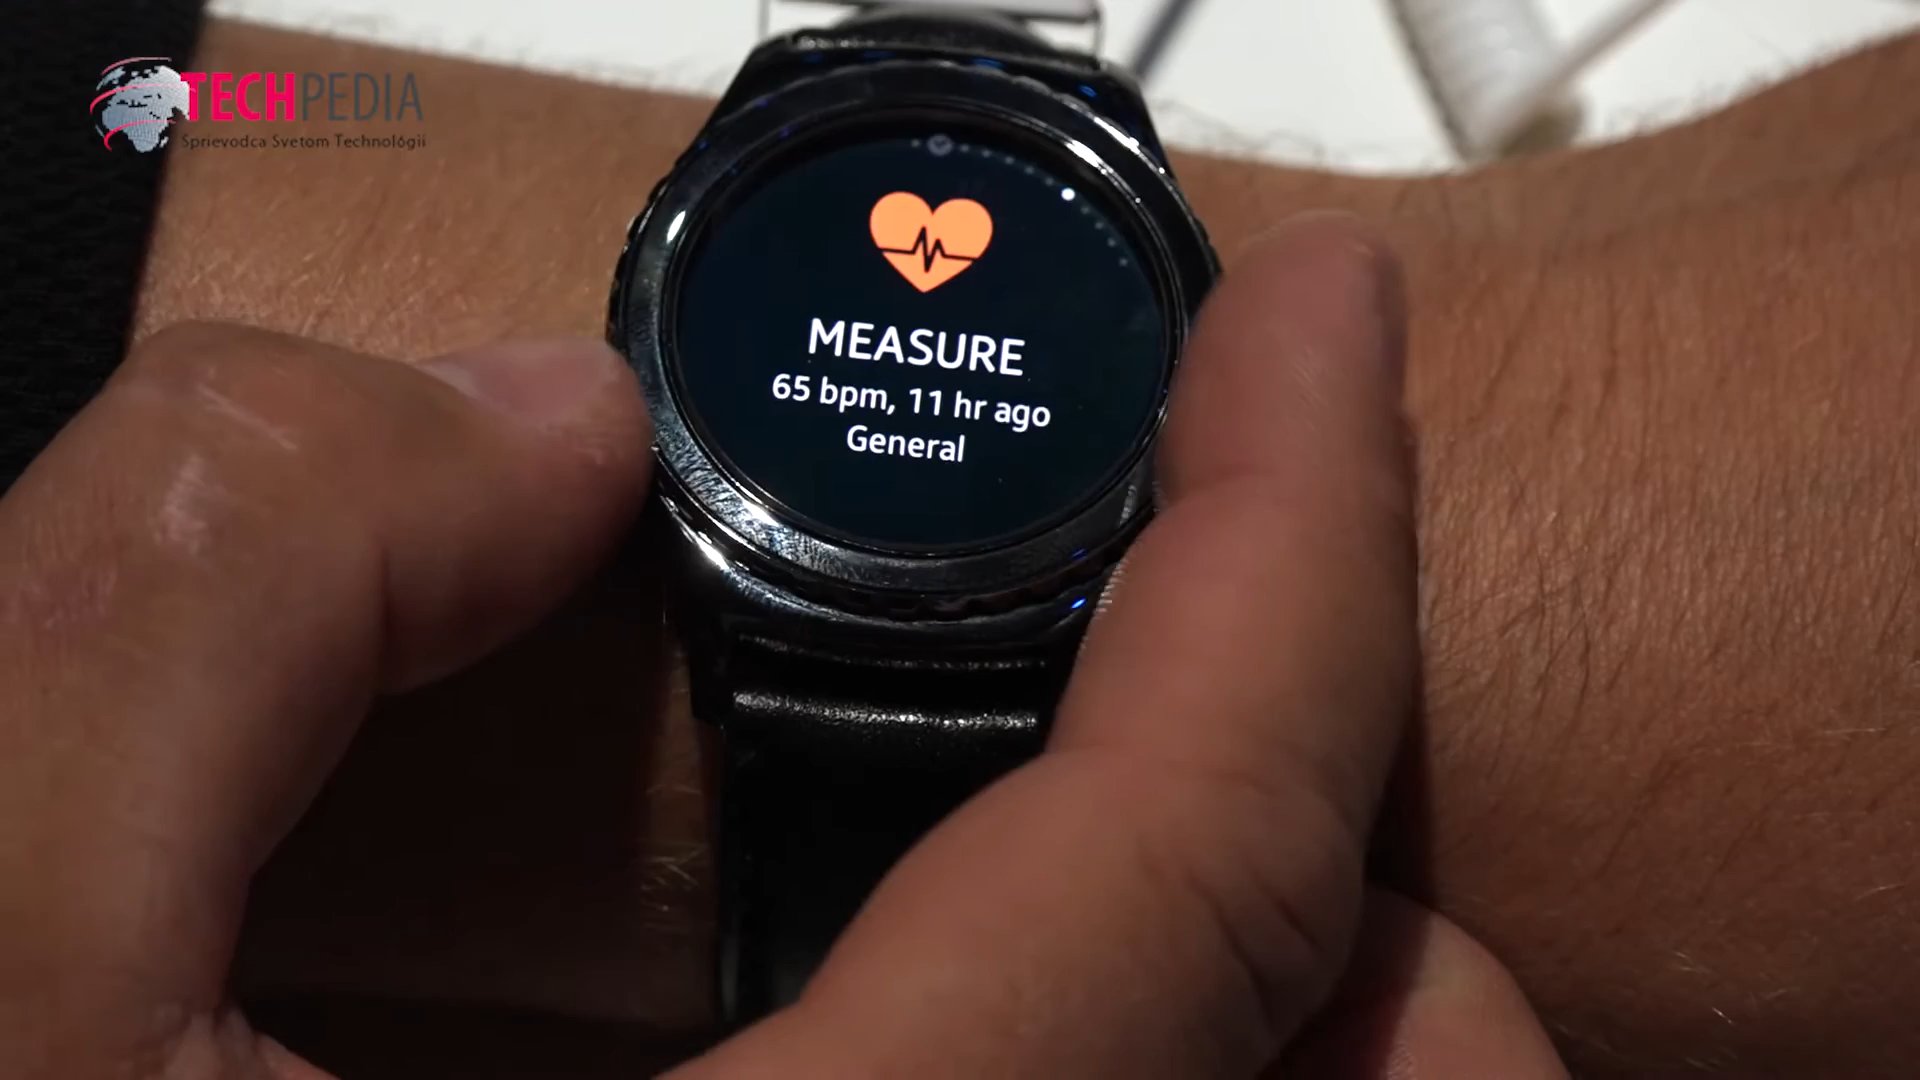 TECHPEDIA
Sprievodca Svetom Technológií
MEASURE
65 bpm, 11 hr ago
General